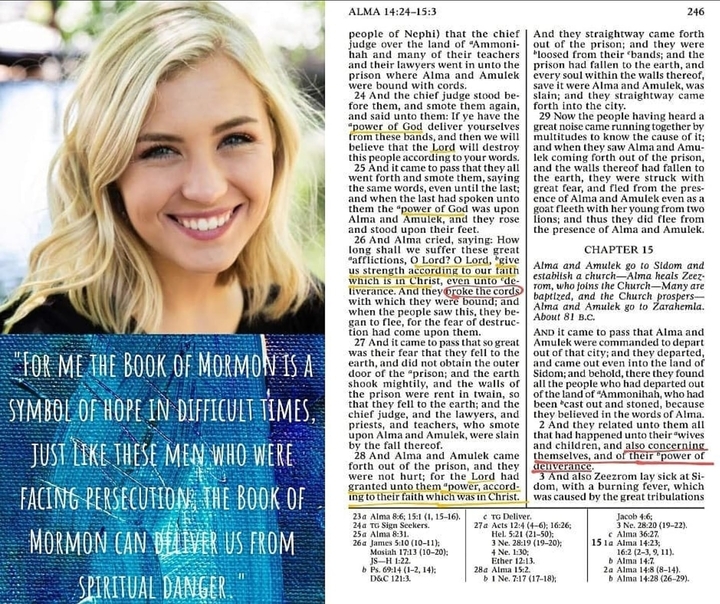 "FOR ME THE BOOK OF MORMON IS A
SYMBOL OF HOPE IN DIFFICULT TIMES,
JUST LIKE THESE MEN WHO WERE
FACING PERSECUTION, THE BOOK OF
MORMON CAN DELIVER US FROM
SPIRITUAL DANGER."
ALMA 14:24–15:3 246
people of Nephi) that the chief
judge over the land of ᵃAmmoni-
hah and many of their teachers
and their lawyers went in unto the
prison where Alma and Amulek
were bound with cords.
24 And the chief judge stood be-
fore them, and smote them again,
and said unto them: If ye have the
ᵃpower of God deliver yourselves
from these bands, and then we will
believe that the Lord will destroy
this people according to your words.
25 And it came to pass that they all
went forth and smote them, saying
the same words, even until the last;
and when the last had spoken unto
them the ᵃpower of God was upon
Alma and Amulek, and they rose
and stood upon their feet.
26 And Alma cried, saying: How
long shall we suffer these great
ᵃafflictions, O Lord? O Lord, ᵇgive
us strength according to our faith
which is in Christ, even unto ᶜde-
liverance. And they broke the cords
with which they were bound; and
when the people saw this, they be-
gan to flee, for the fear of destruc-
tion had come upon them.
27 And it came to pass that so great
was their fear that they fell to the
earth, and did not obtain the outer
door of the ᵃprison; and the earth
shook mightily, and the walls of
the prison were rent in twain, so
that they fell to the earth; and the
chief judge, and the lawyers, and
priests, and teachers, who smote
upon Alma and Amulek, were slain
by the fall thereof.
28 And Alma and Amulek came
forth out of the prison, and they
were not hurt; for the Lord had
granted unto them ᵃpower, accord-
ing to their faith which was in Christ.
And they straightway came forth
out of the prison; and they were
ᵇloosed from their ᶜbands; and the
prison had fallen to the earth, and
every soul within the walls thereof,
save it were Alma and Amulek, was
slain; and they straightway came
forth into the city.
29 Now the people having heard a
great noise came running together by
multitudes to know the cause of it;
and when they saw Alma and Amu-
lek coming forth out of the prison,
and the walls thereof had fallen to
the earth, they were struck with
great fear, and fled from the pres-
ence of Alma and Amulek even as a
goat fleeth with her young from two
lions; and thus they did flee from
the presence of Alma and Amulek.
CHAPTER 15
Alma and Amulek go to Sidom and
establish a church—Alma heals Zeez-
rom, who joins the Church—Many are
baptized, and the Church prospers—
Alma and Amulek go to Zarahemla.
About 81 B.C.
AND it came to pass that Alma and
Amulek were commanded to depart
out of that city; and they departed,
and came out even into the land of
Sidom; and behold, there they found
all the people who had departed out
of the land of ᵃAmmonihah, who had
been ᵇcast out and stoned, because
they believed in the words of Alma.
2 And they related unto them all
that had happened unto their ᵃwives
and children, and also concerning
themselves, and of their ᵇpower of
deliverance.
3 And also Zeezrom lay sick at Si-
dom, with a burning fever, which
was caused by the great tribulations
23 a Alma 8:6; 15:1 (1, 15–16).
24 a TG Sign Seekers.
25 a Alma 8:31.
26 a James 5:10 (10–11);
Mosiah 17:13 (10–20);
JS—H 1:22.
b Ps. 69:14 (1–2, 14);
D&C 121:3.
c TG Deliver.
27 a Acts 12:4 (4–6); 16:26;
Hel. 5:21 (21–50);
3 Ne. 28:19 (19–20);
4 Ne. 1:30;
Ether 12:13.
28 a Alma 15:2.
b 1 Ne. 7:17 (17–18);
Jacob 4:6;
3 Ne. 28:20 (19–22).
c Alma 36:27.
15 1 a Alma 14:23;
16:2 (2–3, 9, 11).
b Alma 14:7.
2 a Alma 14:8 (8–14).
b Alma 14:28 (26–29).